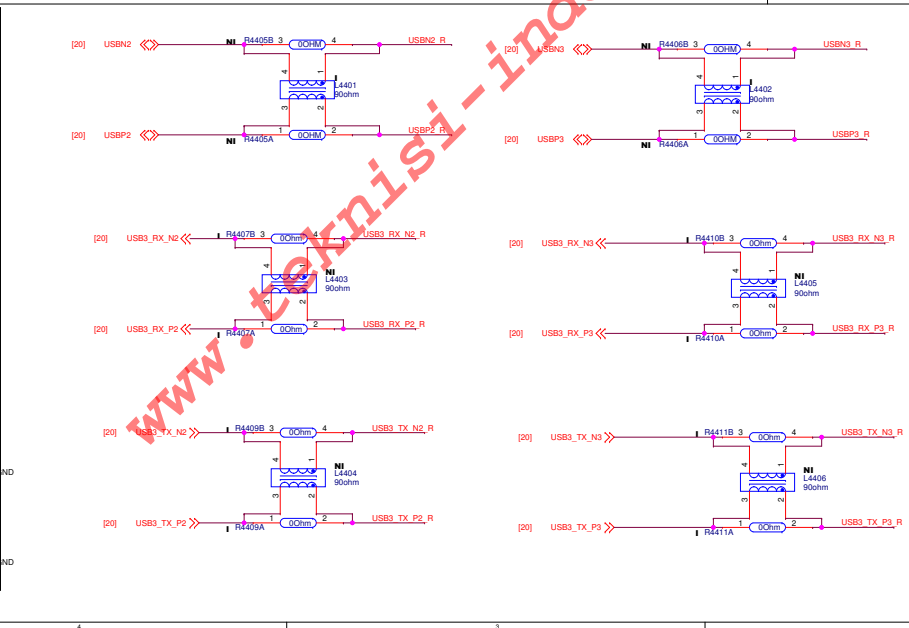 [20] USBN2 NI R4405B 3 0OHM 4 USBN2_R
4 1
I
L4401
90ohm
3 2
[20] USBP2 1 0OHM 2 USBP2_R
NI R4405A
[20] USBN3 NI R4406B 3 0OHM 4 USBN3_R
4 1
I
L4402
90ohm
3 2
[20] USBP3 1 0OHM 2 USBP3_R
NI R4406A
[20] USB3_RX_N2 I R4407B 3 0Ohm 4 USB3_RX_N2_R
4 1
NI
L4403
90ohm
3 2
[20] USB3_RX_P2 1 0Ohm 2 USB3_RX_P2_R
I R4407A
[20] USB3_RX_N3 I R4410B 3 0Ohm 4 USB3_RX_N3_R
4 1
NI
L4405
90ohm
3 2
[20] USB3_RX_P3 1 0Ohm 2 USB3_RX_P3_R
I R4410A
[20] USB3_TX_N2 I R4409B 3 0Ohm 4 USB3_TX_N2_R
4 1
NI
L4404
90ohm
3 2
[20] USB3_TX_P2 1 0Ohm 2 USB3_TX_P2_R
I R4409A
[20] USB3_TX_N3 I R4411B 3 0Ohm 4 USB3_TX_N3_R
4 1
NI
L4406
90ohm
3 2
[20] USB3_TX_P3 1 0Ohm 2 USB3_TX_P3_R
I R4411A
www.teknisi-indo
4 3